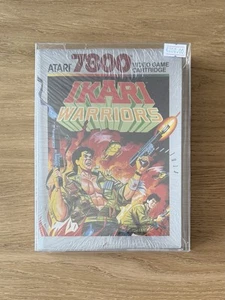 ATARI 7800 VIDEO GAME
CARTRIDGE
IKARI
WARRIORS